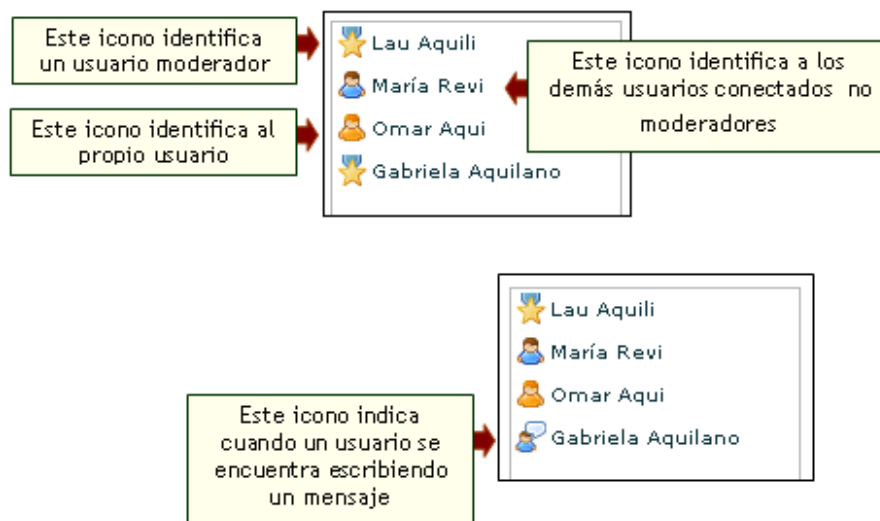 Este icono identifica
un usuario moderador
Lau Aquili
María Revi
Omar Aqui
Gabriela Aquilano
Este icono identifica a los
demás usuarios conectados no
moderadores
Este icono identifica al
propio usuario
Lau Aquili
María Revi
Omar Aqui
Gabriela Aquilano
Este icono indica
cuando un usuario se
encuentra escribiendo
un mensaje